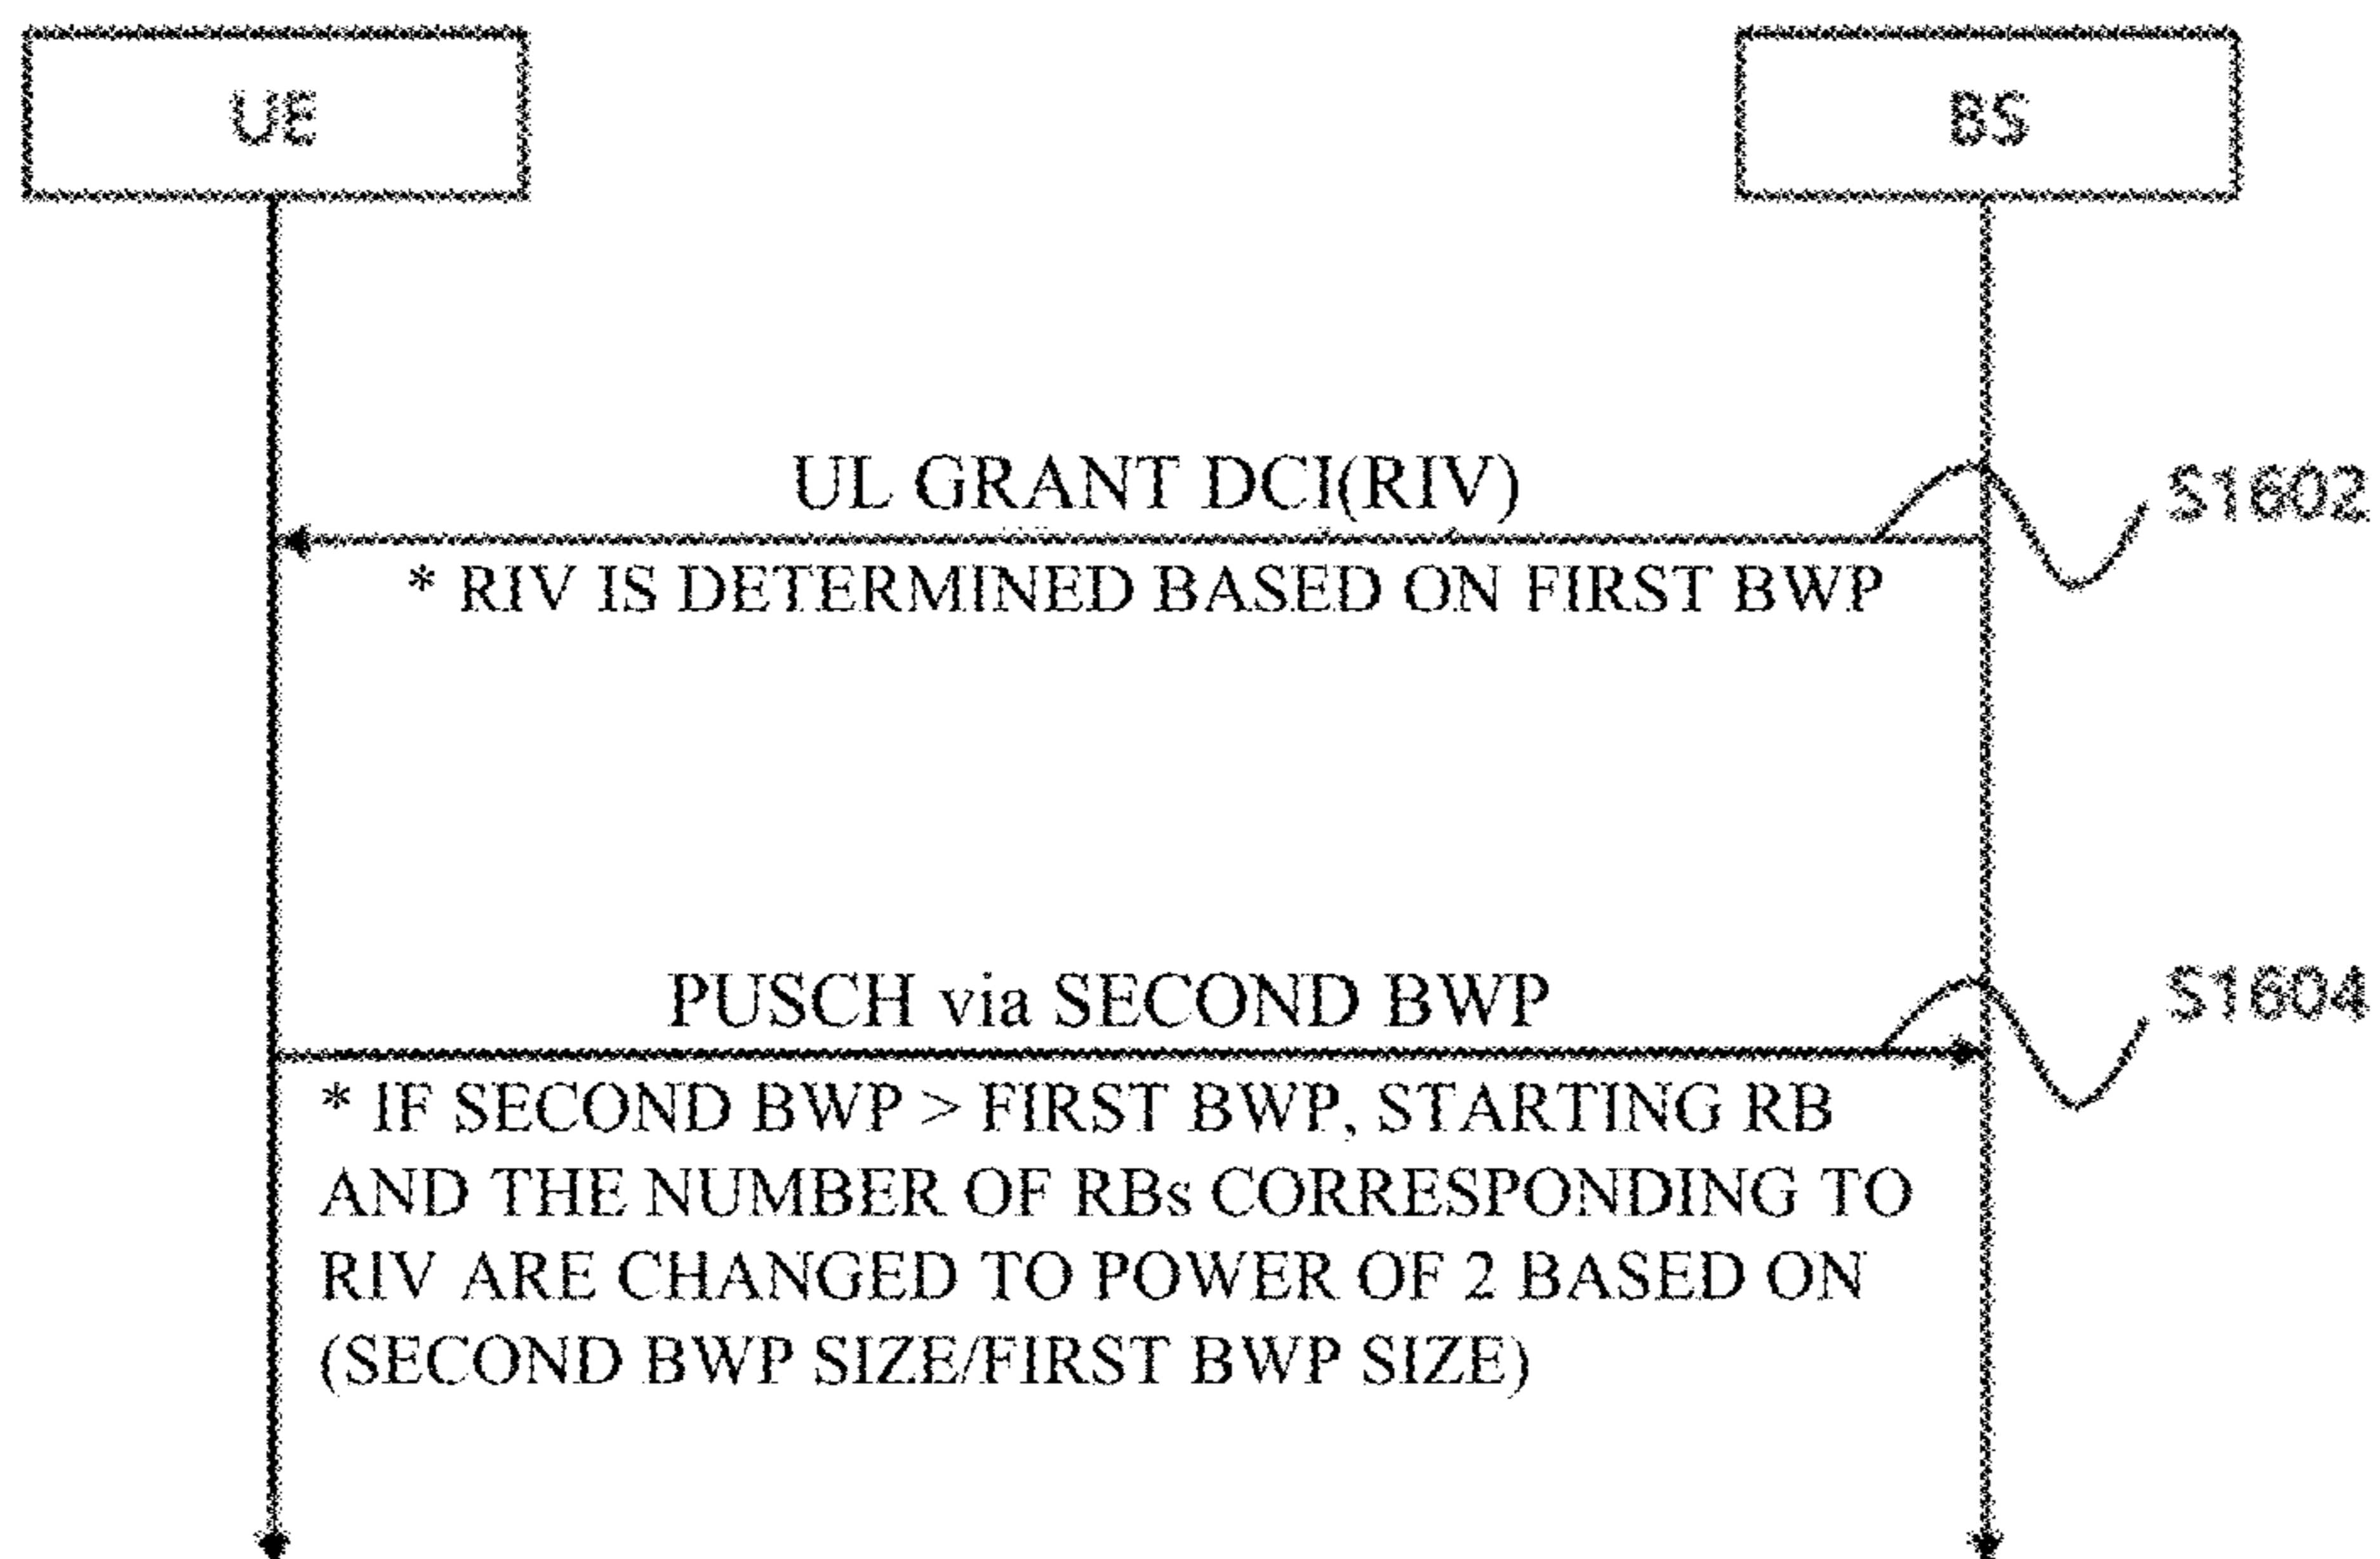 UE
BS
UL GRANT DCI(RIV)
S1602
* RIV IS DETERMINED BASED ON FIRST BWP
PUSCH via SECOND BWP
S1604
* IF SECOND BWP > FIRST BWP, STARTING RB
AND THE NUMBER OF RBs CORRESPONDING TO
RIV ARE CHANGED TO POWER OF 2 BASED ON
(SECOND BWP SIZE/FIRST BWP SIZE)